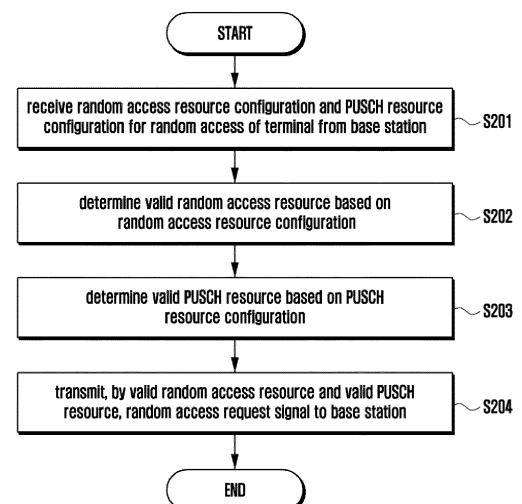 START
receive random access resource configuration and PUSCH resource
configuration for random access of terminal from base station
S201
determine valid random access resource based on
random access resource configuration
S202
determine valid PUSCH resource based on PUSCH
resource configuration
S203
transmit, by valid random access resource and valid PUSCH
resource, random access request signal to base station
S204
END